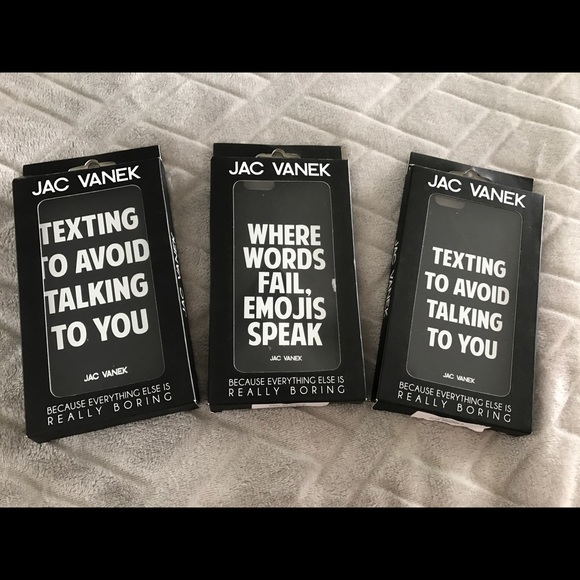 JAC VANEK
TEXTING
TO AVOID
TALKING
TO YOU
JAC VANEK
BECAUSE EVERYTHING ELSE IS
REALLY BORING
JAC VANEK
WHERE
WORDS
FAIL,
EMOJIS
SPEAK
JAC VANEK
BECAUSE EVERYTHING ELSE IS
REALLY BORING
JAC VANEK
TEXTING
TO AVOID
TALKING
TO YOU
JAC VANEK
BECAUSE EVERYTHING ELSE IS
REALLY BORING